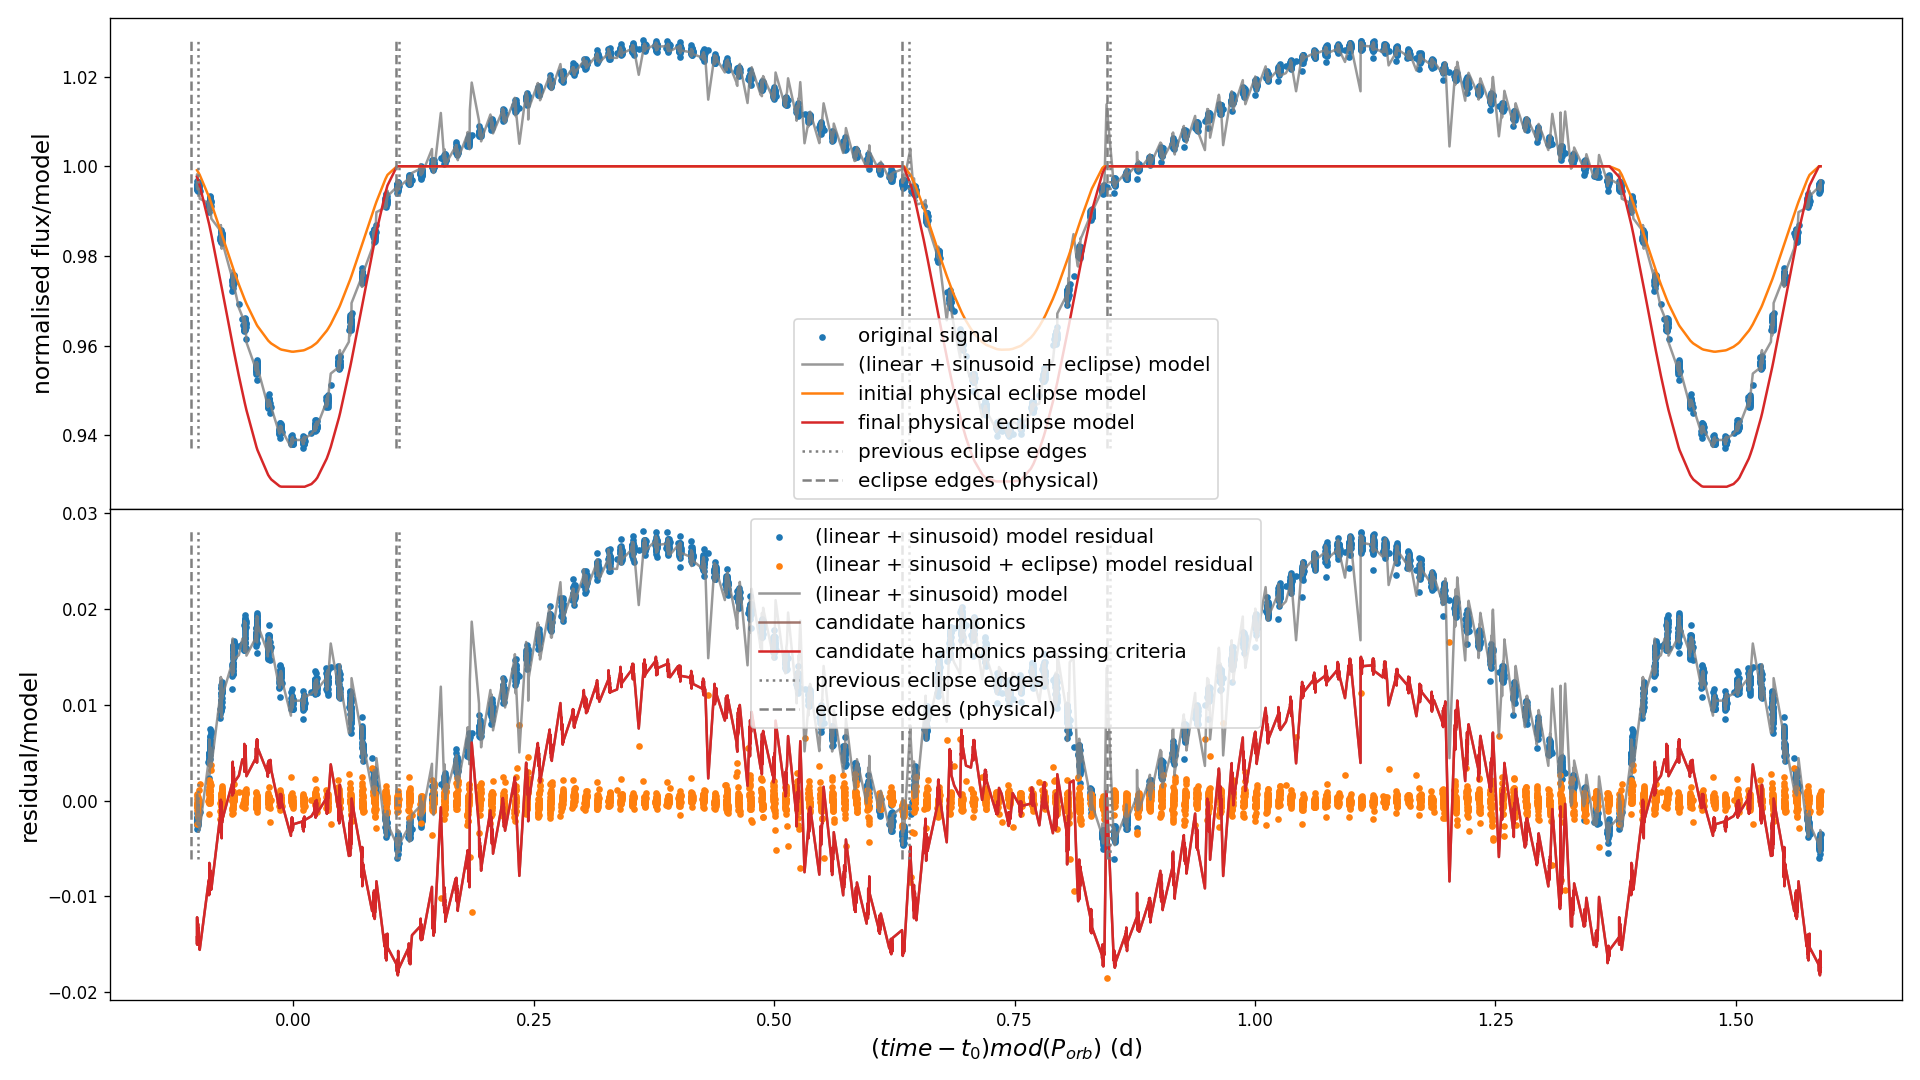 normalised flux/model
1.02
1.00
0.98
0.96
0.94
original signal
(linear + sinusoid + eclipse) model
initial physical eclipse model
final physical eclipse model
previous eclipse edges
eclipse edges (physical)
residual/model
0.03
0.02
0.01
0.00
−0.01
−0.02
(linear + sinusoid) model residual
(linear + sinusoid + eclipse) model residual
(linear + sinusoid) model
candidate harmonics
candidate harmonics passing criteria
previous eclipse edges
eclipse edges (physical)
0.00 0.25 0.50 0.75 1.00 1.25 1.50
(time − t₀)mod(P_orb) (d)